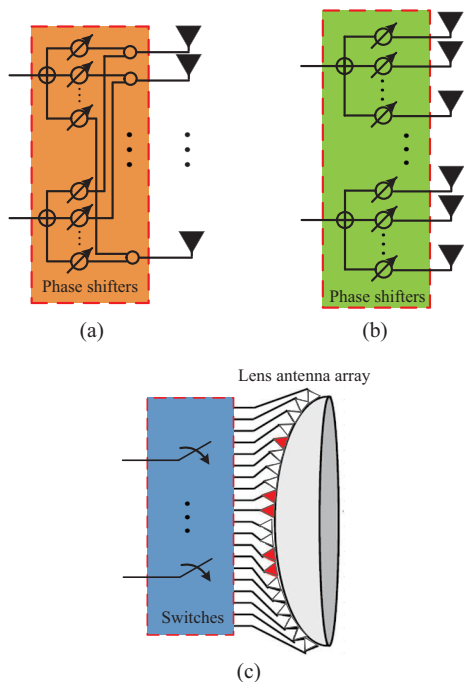 Phase shifters
(a)
Phase shifters
(b)
Lens antenna array
Switches
(c)